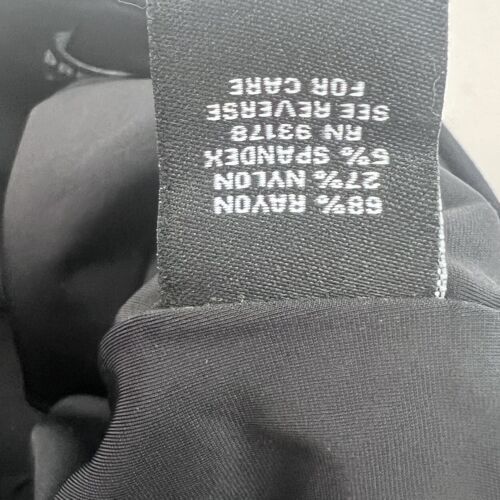 68% RAYON
27% NYLON
5% SPANDEX
RN 93178
SEE REVERSE
FOR CARE